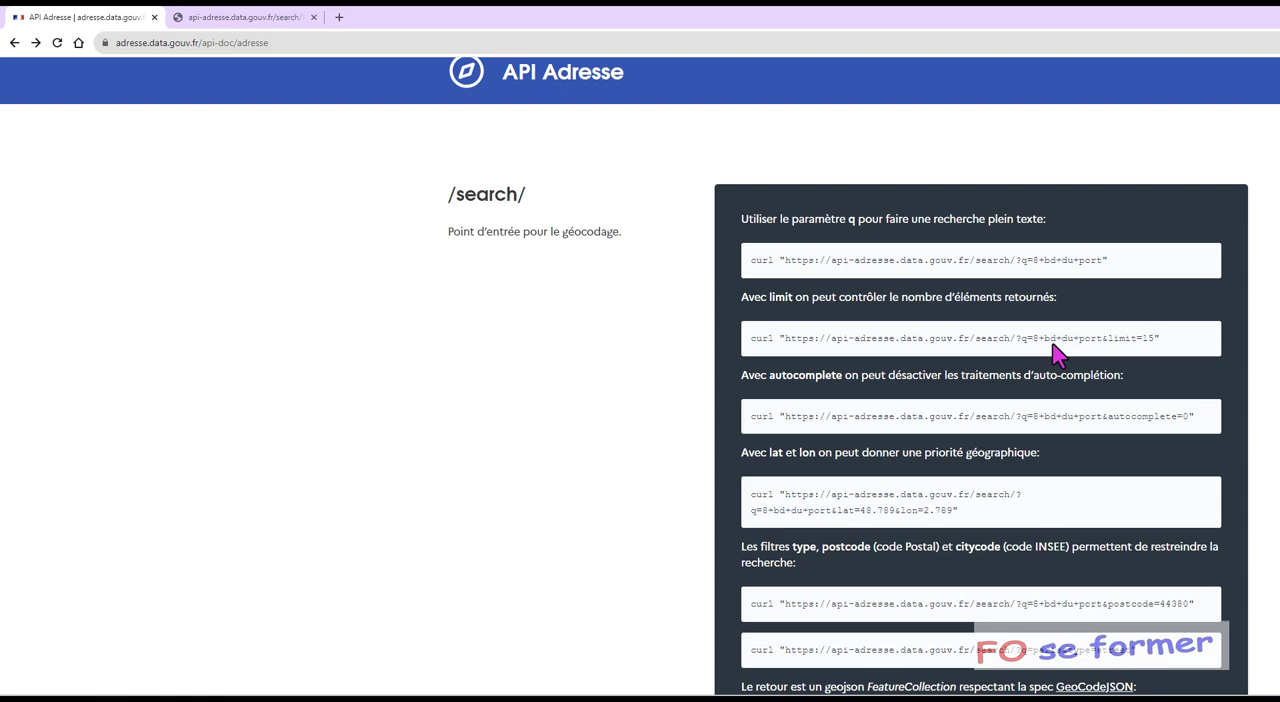 API Adresse | adresse.data.gouv.f
api-adresse.data.gouv.fr/search/
adresse.data.gouv.fr/api-doc/adresse
API Adresse
/search/
Point d’entrée pour le géocodage.
Utiliser le paramètre q pour faire une recherche plein texte:
curl "https://api-adresse.data.gouv.fr/search/?q=8+bd+du+port"
Avec limit on peut contrôler le nombre d’éléments retournés:
curl "https://api-adresse.data.gouv.fr/search/?q=8+bd+du+port&limit=15"
Avec autocomplete on peut désactiver les traitements d’auto-complétion:
curl "https://api-adresse.data.gouv.fr/search/?q=8+bd+du+port&autocomplete=0"
Avec lat et lon on peut donner une priorité géographique:
curl "https://api-adresse.data.gouv.fr/search/?
q=8+bd+du+port&lat=48.789&lon=2.789"
Les filtres type, postcode (code Postal) et citycode (code INSEE) permettent de restreindre la
recherche:
curl "https://api-adresse.data.gouv.fr/search/?q=8+bd+du+port&postcode=44380"
curl "https://api-adresse.data.gouv.fr/
FO se former
Le retour est un geojson FeatureCollection respectant la spec GeoCodeJSON: